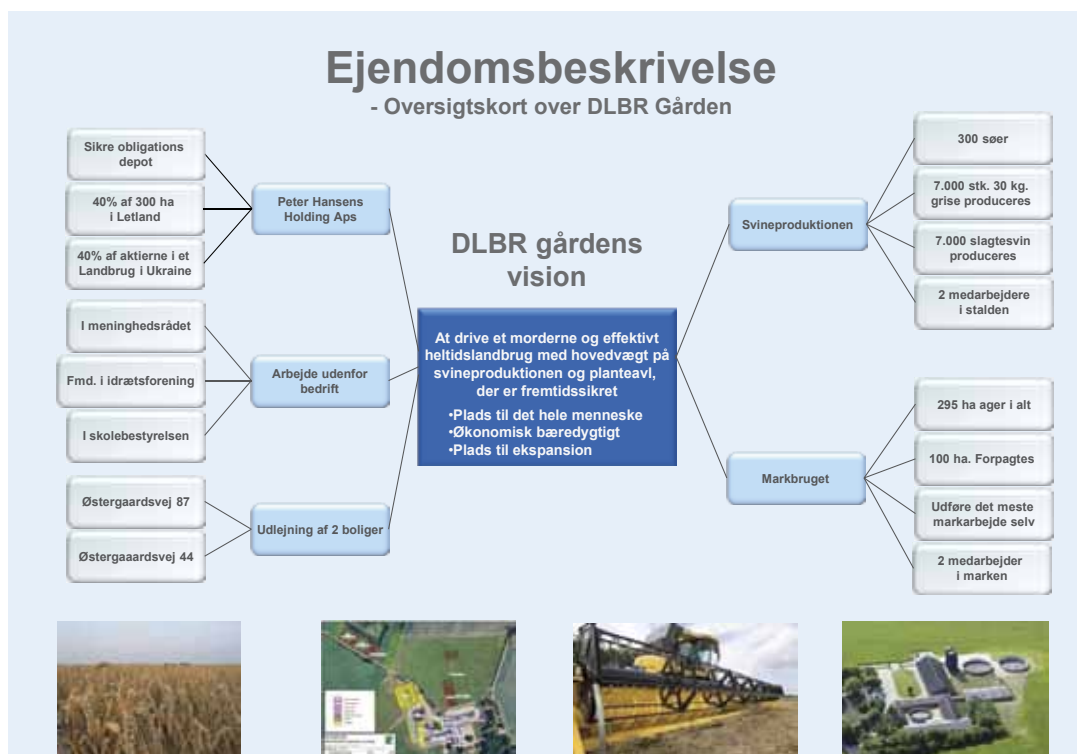 Ejendomsbeskrivelse
- Oversigtskort over DLBR Gården
Sikre obligations
depot
40% af 300 ha
i Letland
40% af aktierne i et
Landbrug i Ukraine
Peter Hansens
Holding Aps
I meninghedsrådet
Fmd. i idrætsforening
I skolebestyrelsen
Arbejde udenfor
bedrift
Østergaardsvej 87
Østergaaardsvej 44
Udlejning af 2 boliger
DLBR gårdens
vision
At drive et morderne og effektivt
heltidslandbrug med hovedvægt på
svineproduktionen og planteavl,
der er fremtidssikret
•Plads til det hele menneske
•Økonomisk bæredygtigt
•Plads til ekspansion
Svineproduktionen
300 søer
7.000 stk. 30 kg.
grise produceres
7.000 slagtesvin
produceres
2 medarbejdere
i stalden
Markbruget
295 ha ager i alt
100 ha. Forpagtes
Udføre det meste
markarbejde selv
2 medarbejder
i marken